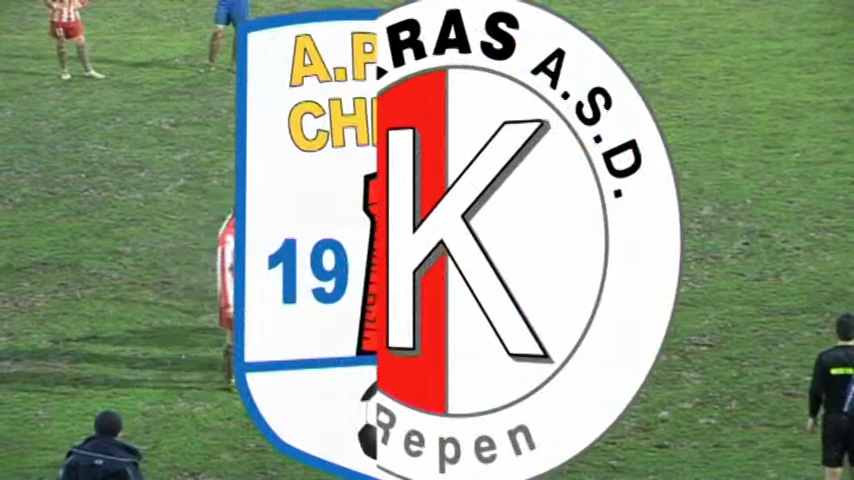 A.P
CH
19
RAS A.S.D.
K
Repen